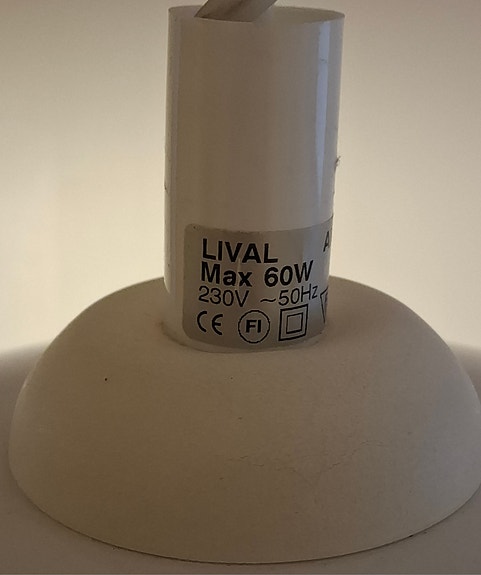 LIVAL
Max 60W
230V ~50Hz
CE FI